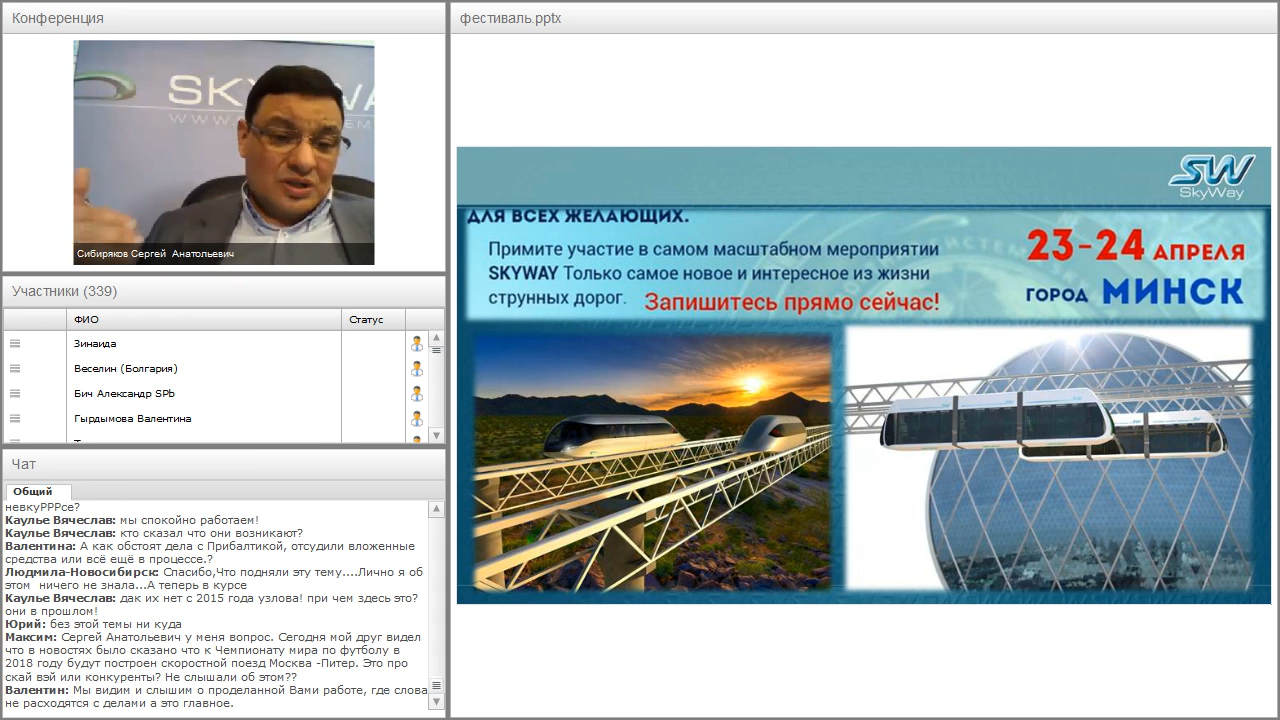 Конференция
SKYWA
WWW.
Сибиряков Сергей Анатольевич
Участники (339)
ФИО
Статус
Зинаида
Веселин (Болгария)
Бич Александр SPb
Гырдымова Валентина
Чат
Общий
невкуРРРсе?
Каулье Вячеслав: мы спокойно работаем!
Каулье Вячеслав: кто сказал что они возникают?
Валентина: А как обстоят дела с Прибалтикой, отсудили вложенные
средства или всё ещё в процессе.?
Людмила-Новосибирси: Спасибо,Что подняли эту тему....Лично я об
этом ничего не знала...А теперь в курсе
Каулье Вячеслав: дак их нет с 2015 года узлова! при чем здесь это?
они в прошлом!
Юрий: без этой темы ни куда
Максим: Сергей Анатольевич у меня вопрос. Сегодня мой друг видел
что в новостях было сказано что к Чемпионату мира по футболу в
2018 году будут построен скоростной поезд Москва -Питер. Это про
скай вэй или конкуренты? Не слышали об этом??
Валентин: Мы видим и слышим о проделанной Вами работе, где слова
не расходятся с делами а эти главное.
фестиваль.pptx
SW
SkyWay
ДЛЯ ВСЕХ ЖЕЛАЮЩИХ.
Примите участие в самом масштабном мероприятии
SKYWAY Только самое новое и интересное из жизни
струнных дорог. Запишитесь прямо сейчас!
23-24 АПРЕЛЯ
ГОРОД МИНСК